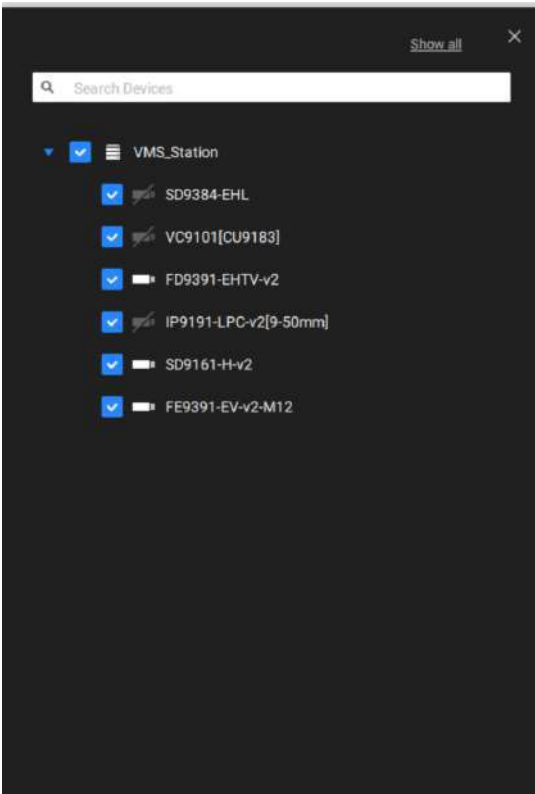 Show all
Search Devices
VMS_Station
SD9384-EHL
VC9101[CU9183]
FD9391-EHTV-v2
IP9191-LPC-v2[9-50mm]
SD9161-H-v2
FE9391-EV-v2-M12